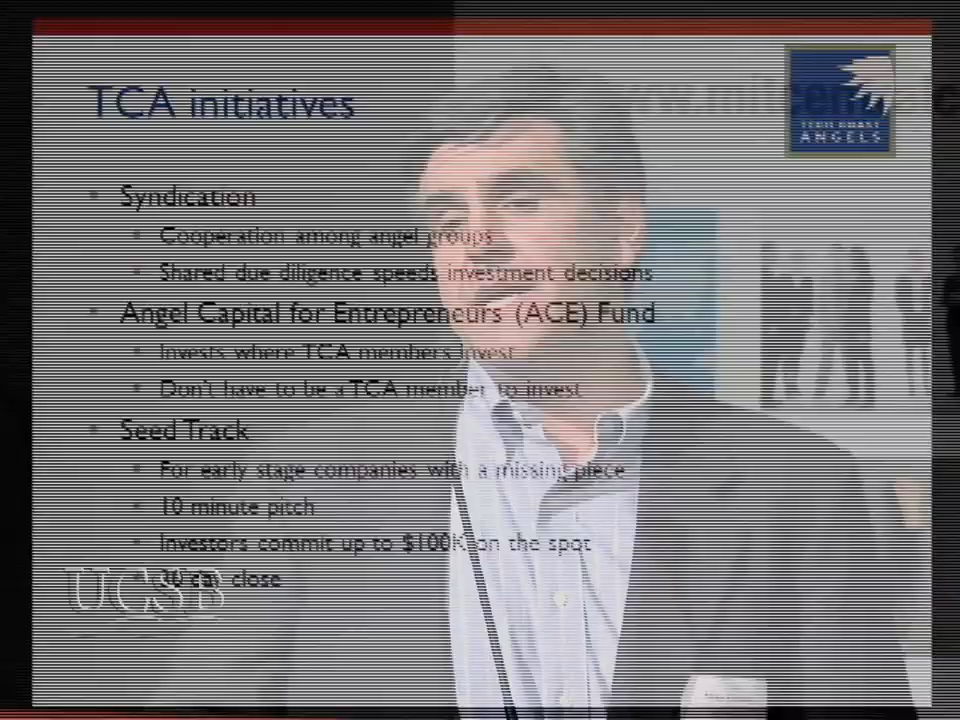 TCA initiatives
TECH COAST
ANGELS
Syndication
Cooperation among angel groups
Shared due diligence speeds investment decisions
Angel Capital for Entrepreneurs (ACE) Fund
Invests where TCA members invest
Don't have to be a TCA member to invest
Seed Track
For early stage companies with a missing piece
10 minute pitch
Investors commit up to $100K on the spot
30 day close
UCSB